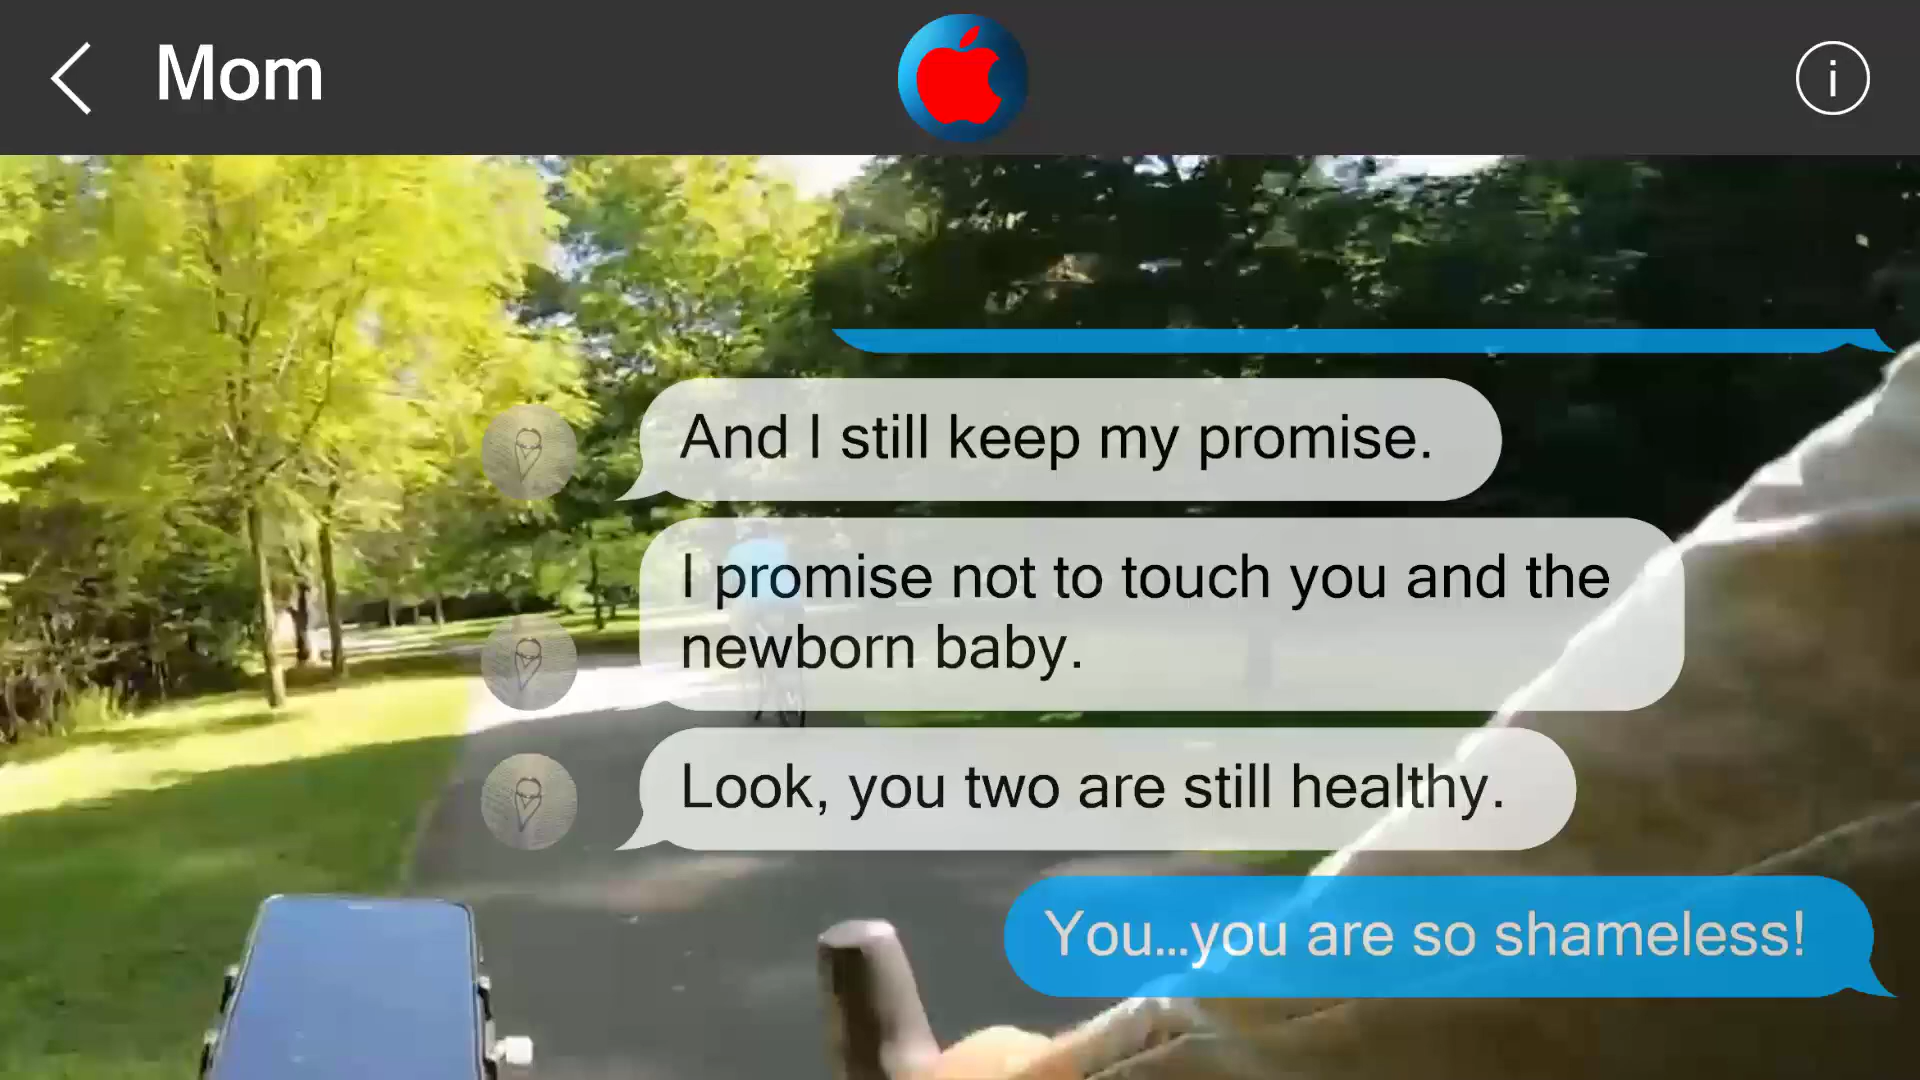 Mom
i
And I still keep my promise.
I promise not to touch you and the
newborn baby.
Look, you two are still healthy.
You...you are so shameless!